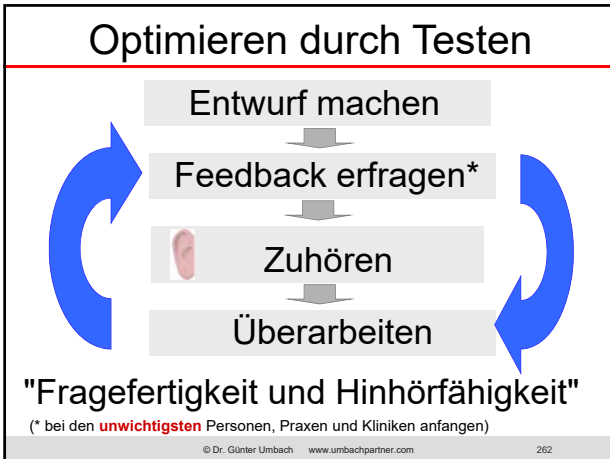 Optimieren durch Testen
Entwurf machen
Feedback erfragen*
Zuhören
Überarbeiten
"Fragefertigkeit und Hinhörfähigkeit"
(* bei den unwichtigsten Personen, Praxen und Kliniken anfangen)
© Dr. Günter Umbach www.umbachpartner.com 262